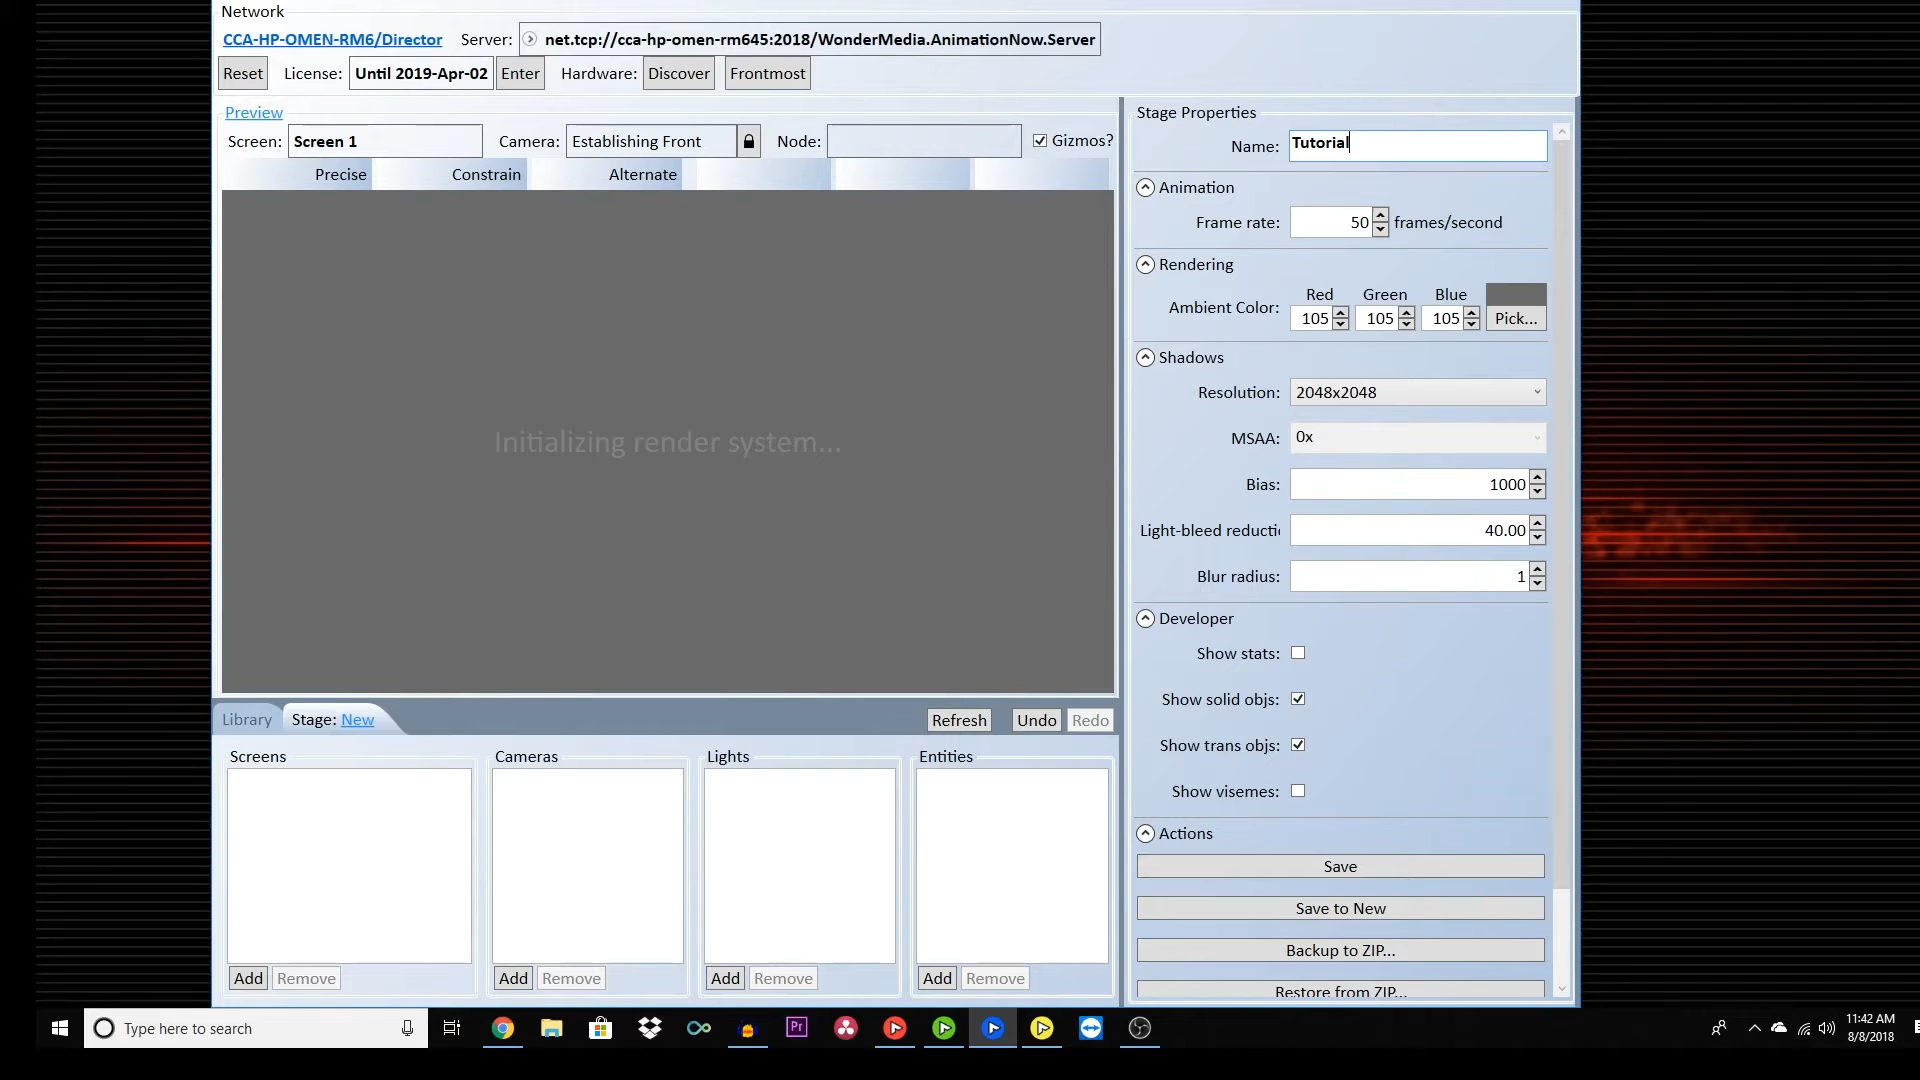 Network
CCA-HP-OMEN-RM6/Director Server: net.tcp://cca-hp-omen-rm645:2018/WonderMedia.AnimationNow.Server
Reset License: Until 2019-Apr-02 Enter Hardware: Discover Frontmost
Preview
Screen: Screen 1 Camera: Establishing Front Node: Gizmos?
Precise Constrain Alternate
Initializing render system...
Library Stage: New Refresh Undo Redo
Screens Cameras Lights Entities
Add Remove Add Remove Add Remove Add Remove
Stage Properties
Name: Tutorial
Animation
Frame rate: 50 frames/second
Rendering
Red Green Blue
Ambient Color: 105 105 105 Pick...
Shadows
Resolution: 2048x2048
MSAA: 0x
Bias: 1000
Light-bleed reductio 40.00
Blur radius: 1
Developer
Show stats:
Show solid objs:
Show trans objs:
Show visemes:
Actions
Save
Save to New
Backup to ZIP...
Restore from ZIP...
Type here to search
Pr
11:42 AM
8/8/2018